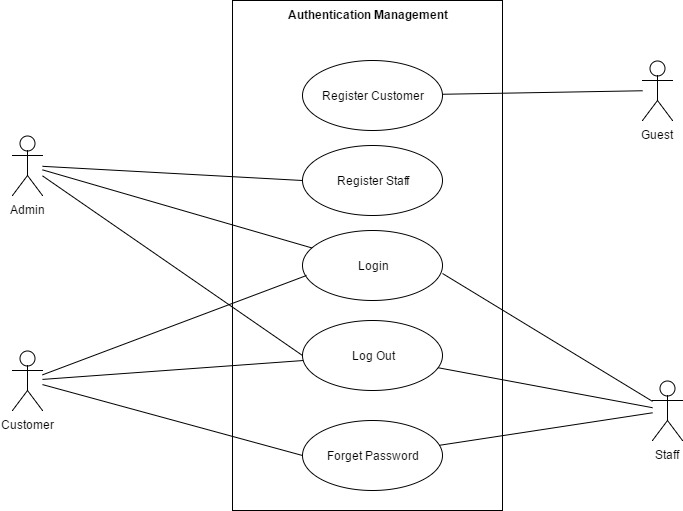 Authentication Management
Register Customer
Guest
Register Staff
Admin
Login
Log Out
Customer
Forget Password
Staff